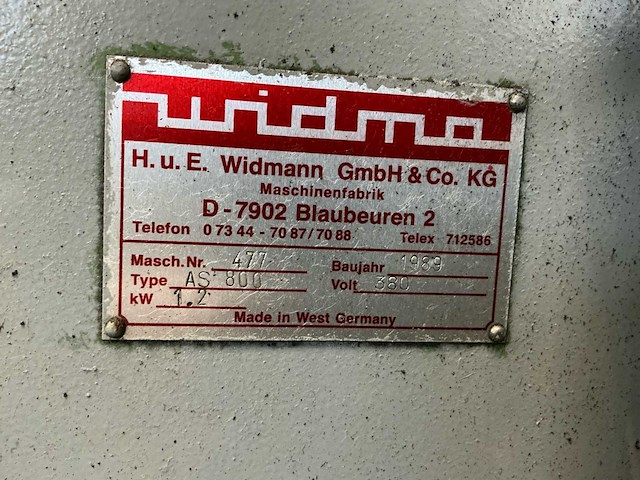 widma
H. u. E. Widmann GmbH & Co. KG
Maschinenfabrik
D-7902 Blaubeuren 2
Telefon 0 73 44 - 70 87/70 88 Telex 712586
Masch.Nr. 477 Baujahr 1989
Type AS 800 Volt 380
kW 1.2
Made in West Germany